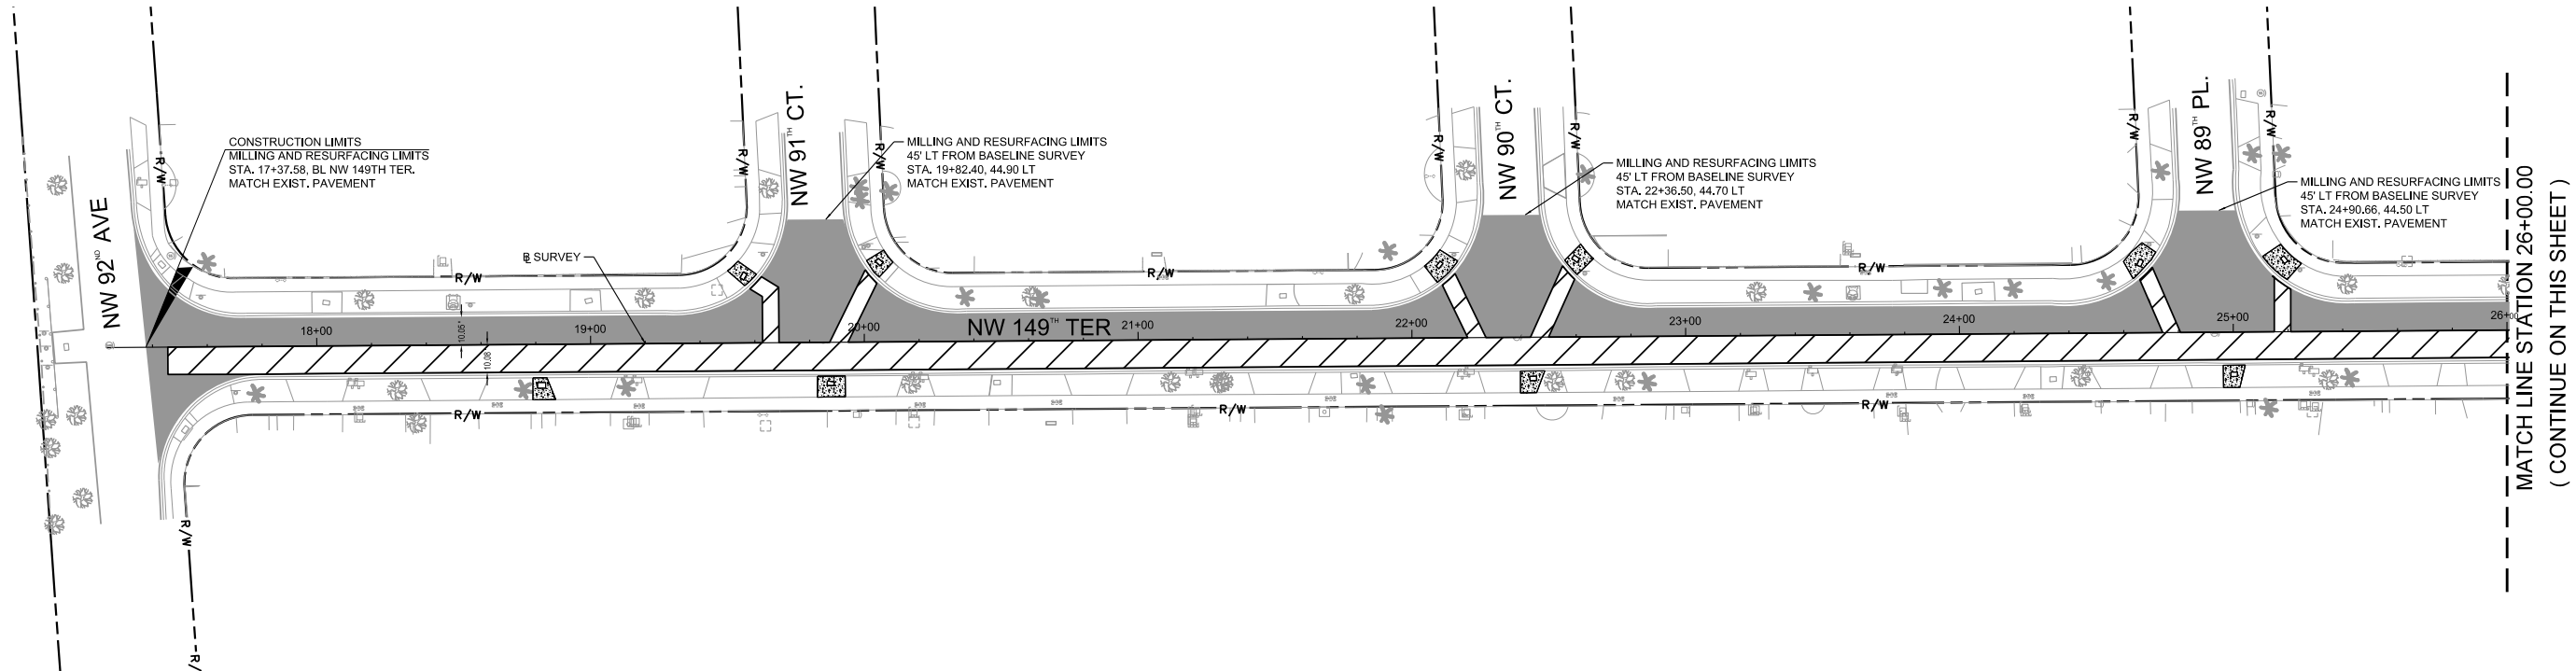 CONSTRUCTION LIMITS
MILLING AND RESURFACING LIMITS
STA. 17+37.58, BL NW 149TH TER.
MATCH EXIST. PAVEMENT
MILLING AND RESURFACING LIMITS
45' LT FROM BASELINE SURVEY
STA. 19+82.40, 44.90 LT
MATCH EXIST. PAVEMENT
MILLING AND RESURFACING LIMITS
45' LT FROM BASELINE SURVEY
STA. 22+36.50, 44.70 LT
MATCH EXIST. PAVEMENT
MILLING AND RESURFACING LIMITS
45' LT FROM BASELINE SURVEY
STA. 24+90.66, 44.50 LT
MATCH EXIST. PAVEMENT
NW 92ND AVE
NW 91TH CT.
NW 90TH CT.
NW 89TH PL.
R/W
R/W
R/W
R/W
R/W
R/W
R/W
R/W
R/W
R/W
BL SURVEY
18+00
19+00
20+00
NW 149TH TER
21+00
22+00
23+00
24+00
25+00
26+00
10.05'
10.08'
R/W
R/W
R/W
R/W
R/
MATCH LINE STATION 26+00.00
( CONTINUE ON THIS SHEET )